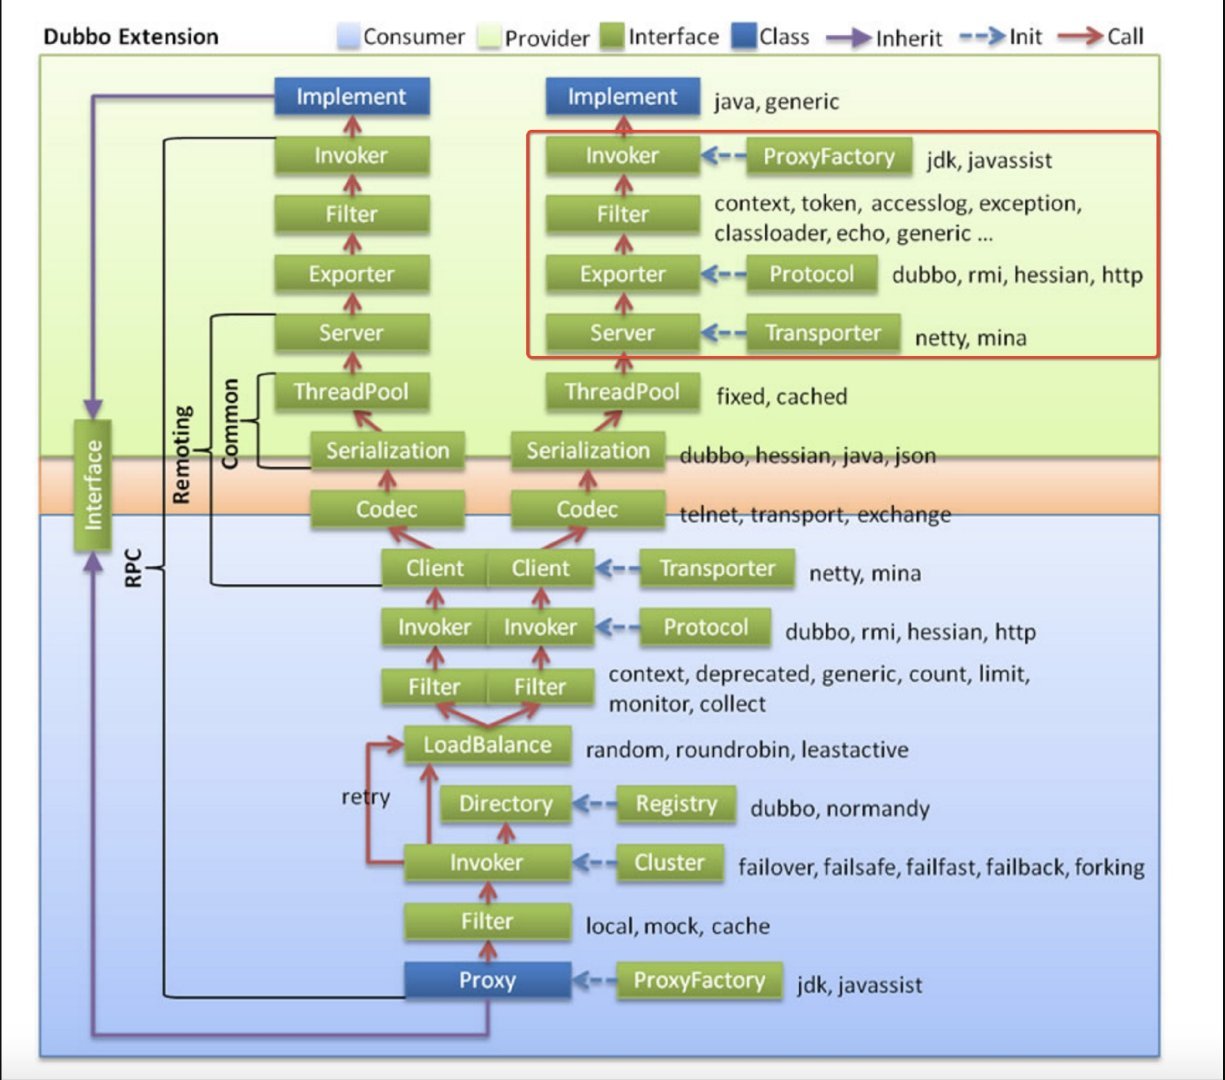 Dubbo Extension
Consumer
Provider
Interface
Class
Inherit
Init
Call
Implement
Implement
java, generic
Invoker
Invoker
ProxyFactory
jdk, javassist
Filter
Filter
context, token, accesslog, exception,
classloader, echo, generic ...
Exporter
Exporter
Protocol
dubbo, rmi, hessian, http
Server
Server
Transporter
netty, mina
ThreadPool
ThreadPool
fixed, cached
Common
Remoting
RPC
Interface
Serialization
Serialization
dubbo, hessian, java, json
Codec
Codec
telnet, transport, exchange
Client
Client
Transporter
netty, mina
Invoker
Invoker
Protocol
dubbo, rmi, hessian, http
Filter
Filter
context, deprecated, generic, count, limit,
monitor, collect
LoadBalance
random, roundrobin, leastactive
retry
Directory
Registry
dubbo, normandy
Invoker
Cluster
failover, failsafe, failfast, failback, forking
Filter
local, mock, cache
Proxy
ProxyFactory
jdk, javassist